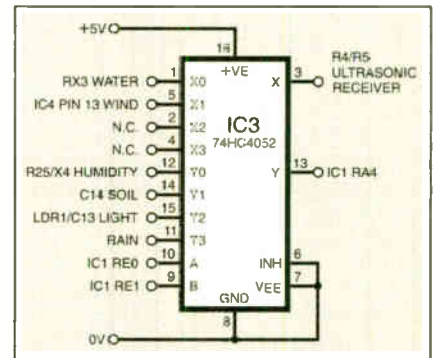 +5V
16
+VE
1
RX3 WATER
X0
X
3
R4/R5
ULTRASONIC
RECEIVER
5
IC4 PIN 13 WIND
X1
2
N.C.
X2
IC3
4
N.C.
X3
74HC4052
12
R25/X4 HUMIDITY
Y0
Y
13
IC1 RA4
14
C14 SOIL
Y1
15
LDR1/C13 LIGHT
Y2
11
RAIN
Y3
10
IC1 RE0
A
INH
6
9
IC1 RE1
B
VEE
7
GND
8
0V